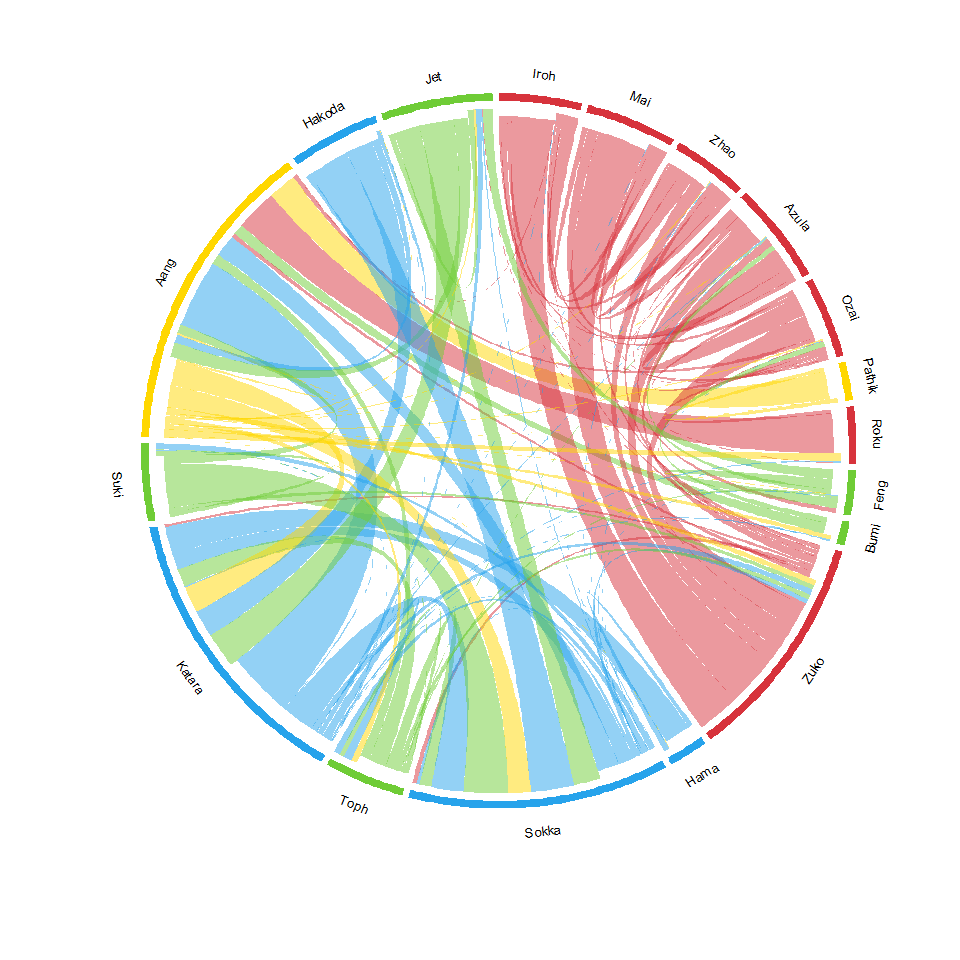 Iroh
Mai
Zhao
Azula
Ozai
Pathik
Roku
Feng
Bumi
Zuko
Hama
Sokka
Toph
Katara
Suki
Aang
Hakoda
Jet